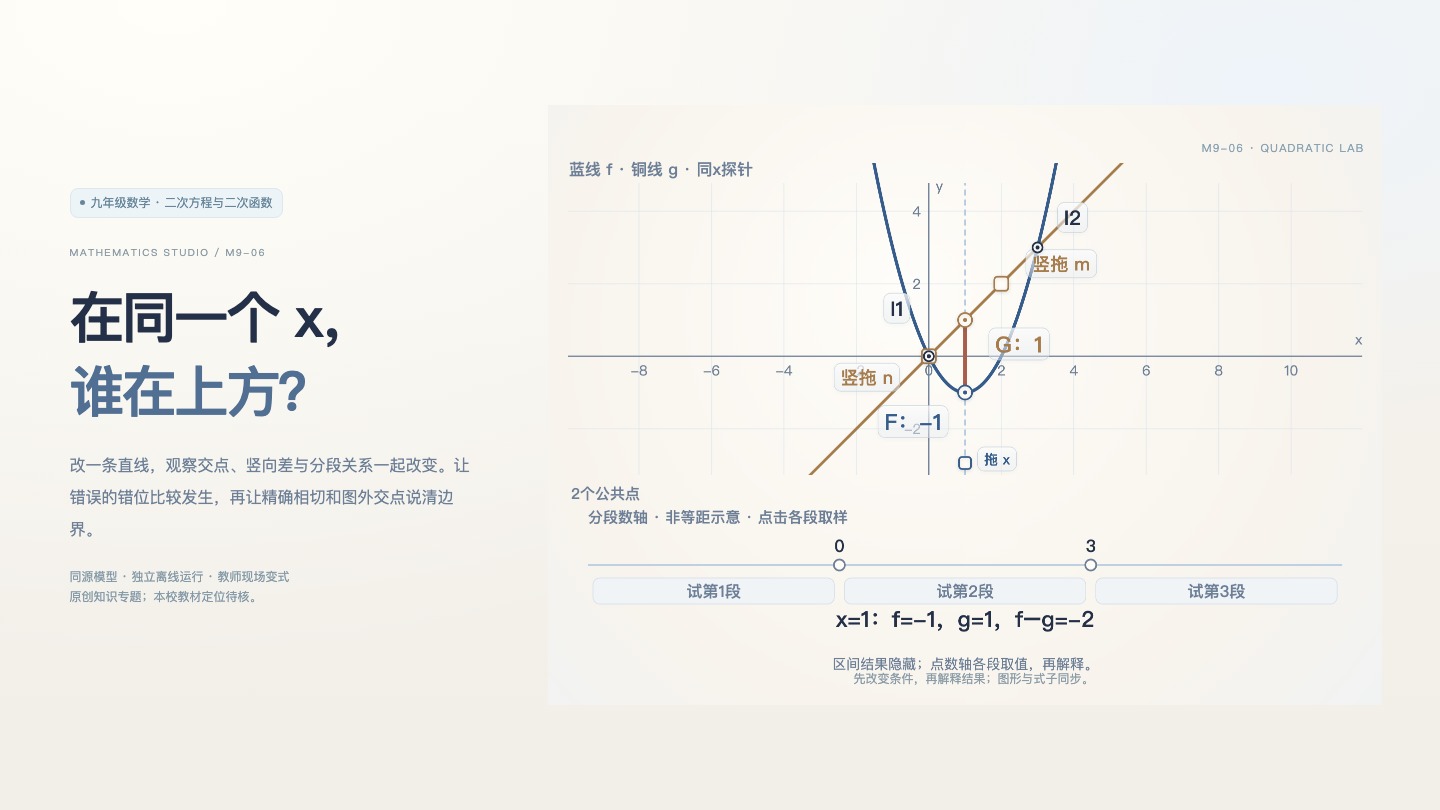 九年级数学 · 二次方程与二次函数
MATHEMATICS STUDIO / M9-06
在同一个 x,
谁在上方?
改一条直线，观察交点、竖向差与分段关系一起改变。让
错误的错位比较发生，再让精确相切和图外交点说清边
界。
同源模型 · 独立离线运行 · 教师现场变式
原创知识专题；本校教材定位待核。
M9-06 · QUADRATIC LAB
蓝线 f · 铜线 g · 同x探针
y
4
I2
竖拖 m
2
I1
G：1
x
-8
-6
-4
0
2
4
6
8
10
竖拖 n
F：-1
-2
拖 x
2个公共点
分段数轴 · 非等距示意 · 点击各段取样
0
3
试第1段
试第2段
试第3段
x=1：f=-1，g=1，f−g=-2
区间结果隐藏；点数轴各段取值，再解释。
先改变条件，再解释结果；图形与式子同步。